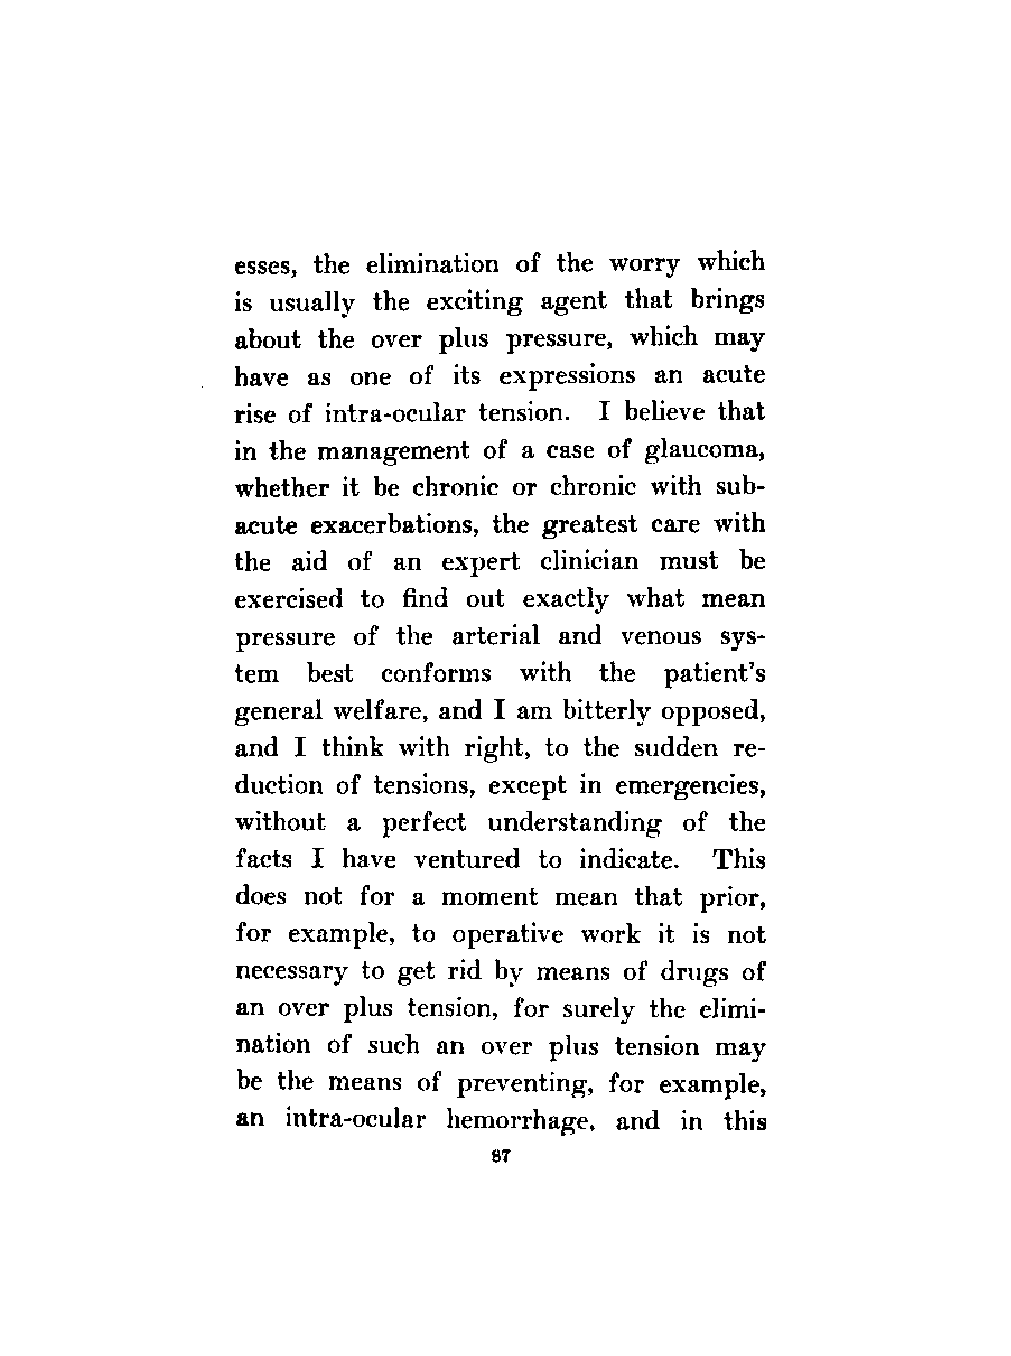 esses, the elimination of the worry which
is usually the exciting agent that brings
about the over plus pressure, which may
have as one of its expressions an acute
rise of intra-ocular tension. I believe that
in the management of a case of glaucoma,
whether it be chronic or chronic with sub-
acute exacerbations, the greatest care with
the aid of an expert clinician must be
exercised to find out exactly what mean
pressure of the arterial and venous sys-
tem best conforms with the patient's
general welfare, and I am bitterly opposed,
and I think with right, to the sudden re-
duction of tensions, except in emergencies,
without a perfect understanding of the
facts I have ventured to indicate. This
does not for a moment mean that prior,
for example, to operative work it is not
necessary to get rid by means of drugs of
an over plus tension, for surely the elimi-
nation of such an over plus tension may
be the means of preventing, for example,
an intra-ocular hemorrhage, and in this
87